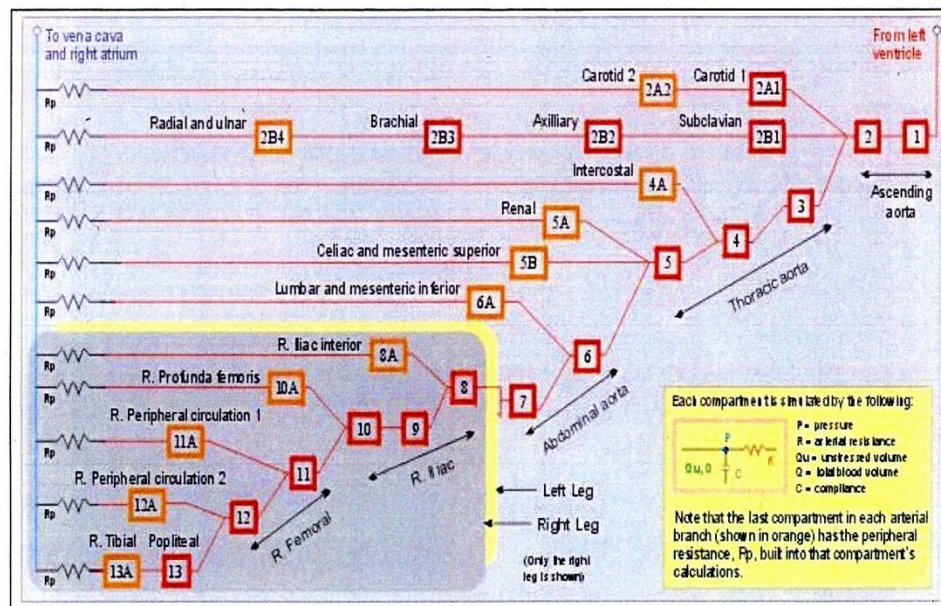 To vena cava
and right atrium
From left
ventricle
Carotid 2
Carotid 1
Rp
2A2
2A1
Radial and ulnar
Brachial
Axilliary
Subclavian
Rp
2B4
2B3
2B2
2B1
2
1
Intercostal
Rp
4A
Ascending
aorta
Renal
3
Rp
5A
4
Celiac and mesenteric superior
Rp
5B
5
Thoracic aorta
Lumbar and mesenteric inferior
Rp
6A
R. Iliac interior
6
Rp
8A
R. Profunda femoris
8
Rp
10A
7
Abdominal aorta
R. Peripheral circulation 1
10
9
Rp
11A
R. Iliac
11
R. Peripheral circulation 2
Rp
12A
12
R. Femoral
Left Leg
Right Leg
R. Tibial
Popliteal
Rp
13A
13
(Only the right
leg is shown)
Each compartment is simulated by the following:
P
R
Qu, Q
C
P = pressure
R = arterial resistance
Qu = unstressed volume
Q = total blood volume
C = compliance
Note that the last compartment in each arterial
branch (shown in orange) has the peripheral
resistance, Rp, built into that compartment's
calculations.